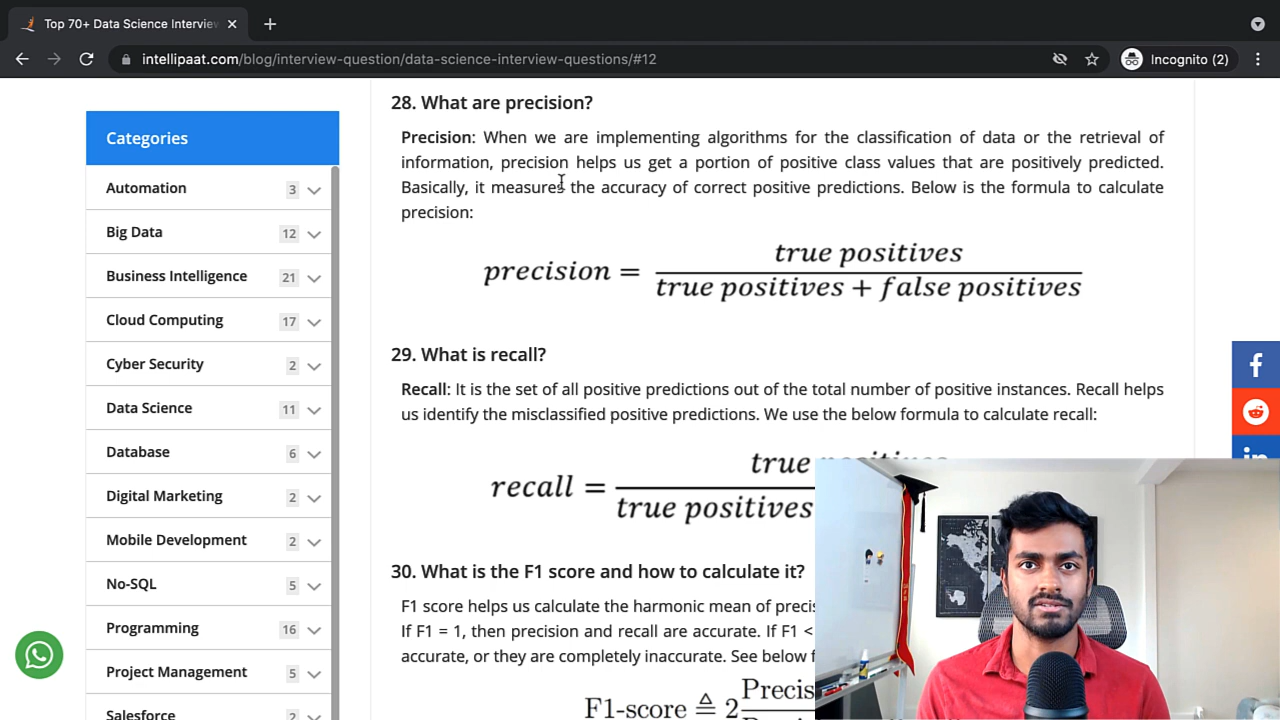 Top 70+ Data Science Interview
intellipaat.com/blog/interview-question/data-science-interview-questions/#12
Incognito (2)
Categories
Automation 3
Big Data 12
Business Intelligence 21
Cloud Computing 17
Cyber Security 2
Data Science 11
Database 6
Digital Marketing 2
Mobile Development 2
No-SQL 5
Programming 16
Project Management 5
Salesforce 2
28. What are precision?
Precision: When we are implementing algorithms for the classification of data or the retrieval of
information, precision helps us get a portion of positive class values that are positively predicted.
Basically, it measures the accuracy of correct positive predictions. Below is the formula to calculate
precision:
precision = true positives
true positives + false positives
29. What is recall?
Recall: It is the set of all positive predictions out of the total number of positive instances. Recall helps
us identify the misclassified positive predictions. We use the below formula to calculate recall:
recall = true positives
true positives
30. What is the F1 score and how to calculate it?
F1 score helps us calculate the harmonic mean of preci
If F1 = 1, then precision and recall are accurate. If F1 <
accurate, or they are completely inaccurate. See below f
F1-score ≜ 2 Precis
f
in